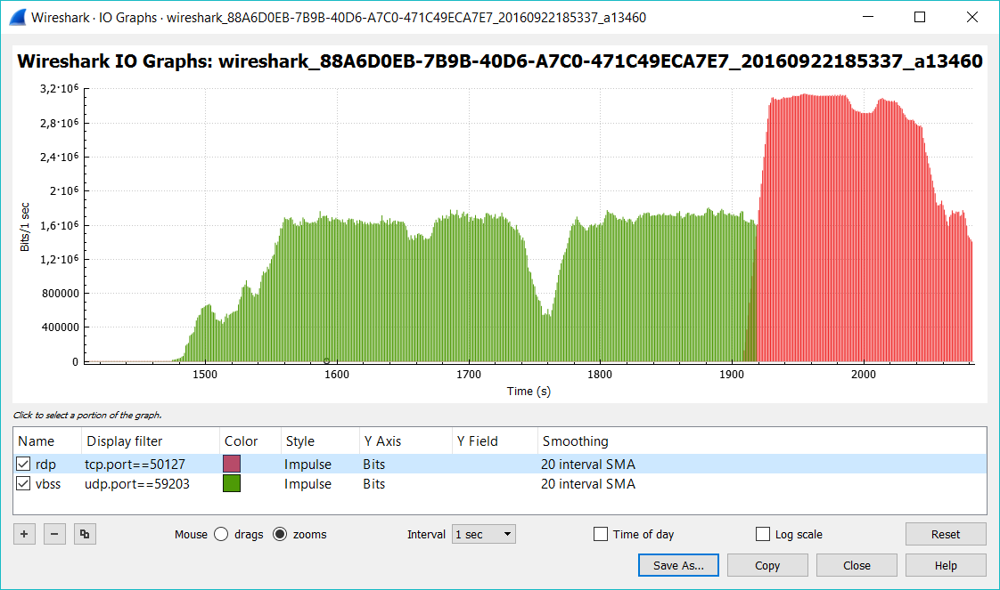 Wireshark · IO Graphs · wireshark_88A6D0EB-7B9B-40D6-A7C0-471C49ECA7E7_20160922185337_a13460
Wireshark IO Graphs: wireshark_88A6D0EB-7B9B-40D6-A7C0-471C49ECA7E7_20160922185337_a13460
3,2·10⁶
2,8·10⁶
2,4·10⁶
2·10⁶
1,6·10⁶
1,2·10⁶
800000
400000
0
Bits/1 sec
1500 1600 1700 1800 1900 2000
Time (s)
Click to select a portion of the graph.
Name Display filter Color Style Y Axis Y Field Smoothing
rdp tcp.port==50127 Impulse Bits 20 interval SMA
vbss udp.port==59203 Impulse Bits 20 interval SMA
+ − Mouse drags zooms Interval 1 sec Time of day Log scale Reset
Save As... Copy Close Help